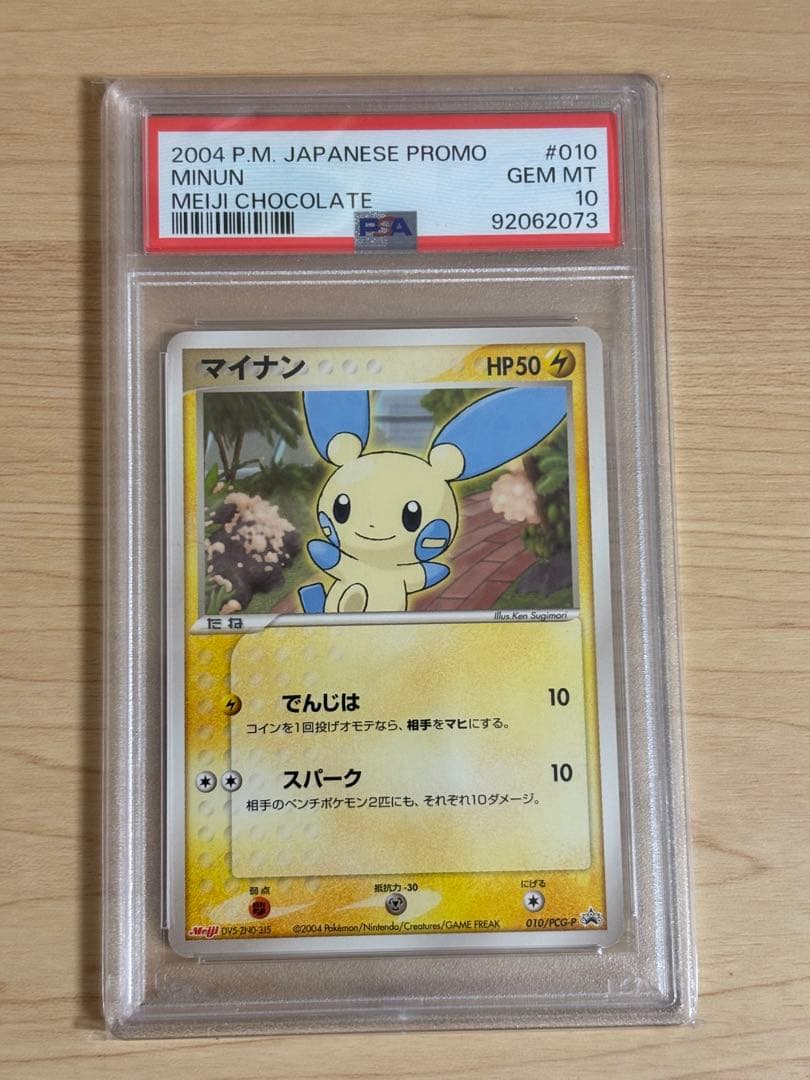 2004 P.M. JAPANESE PROMO #010
MINUN GEM MT
MEIJI CHOCOLATE 10
PSA 92062073
マイナン HP50
たね Illus.Ken Sugimori
でんじは 10
コインを1回投げオモテなら、相手をマヒにする。
スパーク 10
相手のベンチポケモン2匹にも、それぞれ10ダメージ。
弱点 抵抗力 -30 にげる
Meiji DV5-ZN0-3J5 ©2004 Pokémon/Nintendo/Creatures/GAME FREAK 010/PCG-P